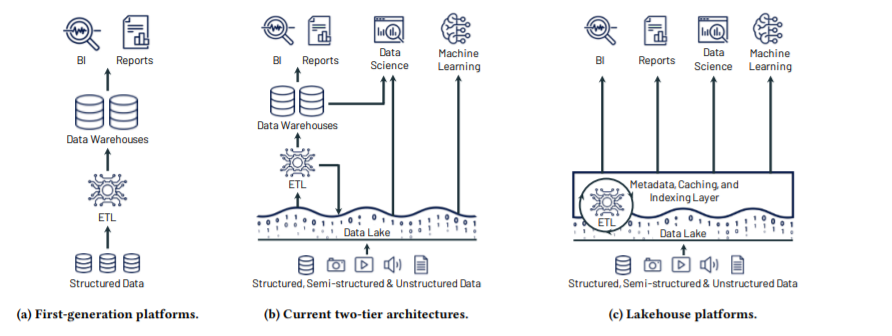 BI
Reports
Data Warehouses
ETL
Structured Data
(a) First-generation platforms.
BI
Reports
Data
Science
Machine
Learning
Data Warehouses
ETL
Data Lake
Structured, Semi-structured & Unstructured Data
(b) Current two-tier architectures.
BI
Reports
Data
Science
Machine
Learning
Metadata, Caching, and
Indexing Layer
ETL
Data Lake
Structured, Semi-structured & Unstructured Data
(c) Lakehouse platforms.